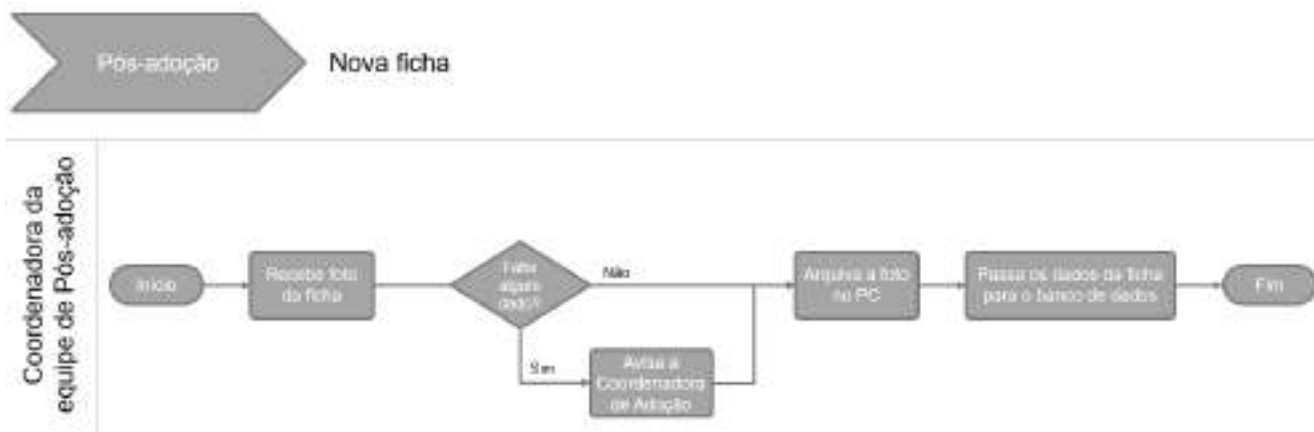 Pós-adoção
Nova ficha
Coordenadora da
equipe de Pós-adoção
Início
Recebe foto
da ficha
Falta
algum
dado?
Não
Sim
Avisa a
Coordenadora
de Adoção
Arquiva a foto
no PC
Passa os dados da ficha
para o banco de dados
Fim